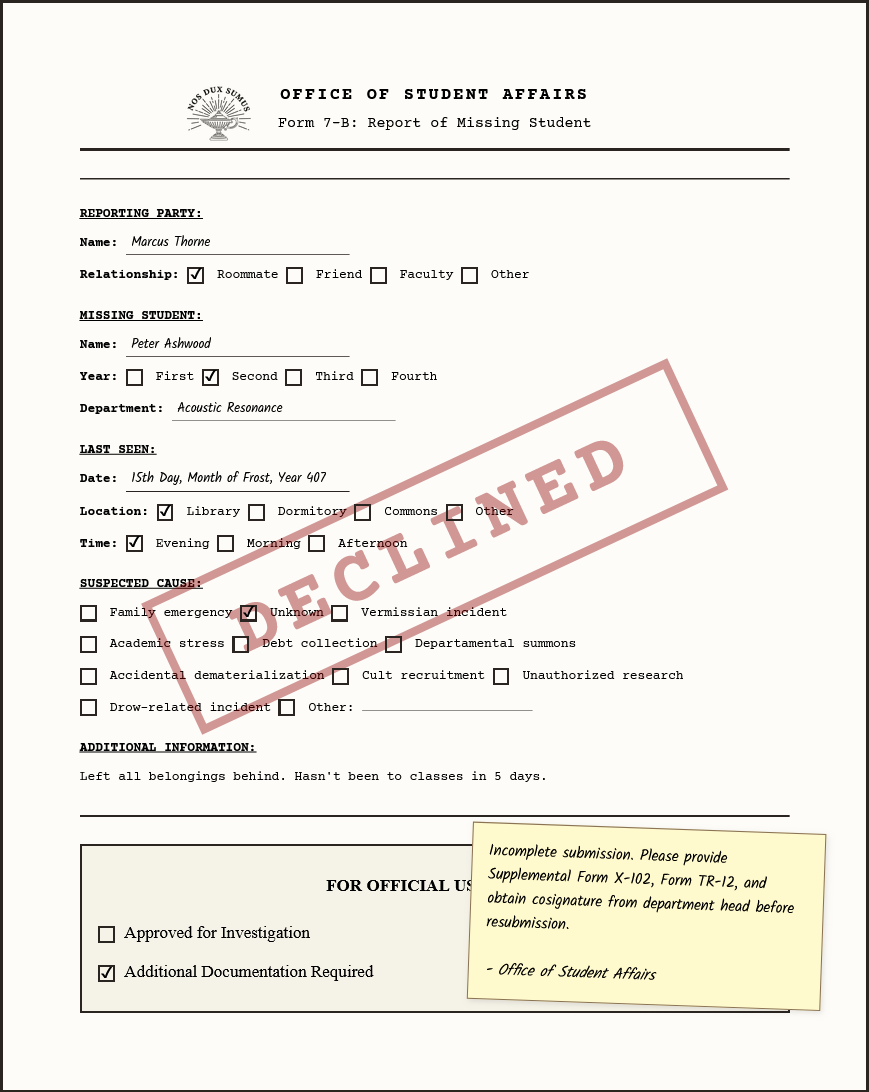 NOS DUX SUMUS
OFFICE OF STUDENT AFFAIRS
Form 7-B: Report of Missing Student
REPORTING PARTY:
Name: Marcus Thorne
Relationship: Roommate Friend Faculty Other
MISSING STUDENT:
Name: Peter Ashwood
Year: First Second Third Fourth
Department: Acoustic Resonance
LAST SEEN:
Date: 15th Day, Month of Frost, Year 407
Location: Library Dormitory Commons Other
Time: Evening Morning Afternoon
DECLINED
SUSPECTED CAUSE:
Family emergency Unknown Vermissian incident
Academic stress Debt collection Departamental summons
Accidental dematerialization Cult recruitment Unauthorized research
Drow-related incident Other:
ADDITIONAL INFORMATION:
Left all belongings behind. Hasn't been to classes in 5 days.
FOR OFFICIAL US
Approved for Investigation
Additional Documentation Required
Incomplete submission. Please provide
Supplemental Form X-102, Form TR-12, and
obtain cosignature from department head before
resubmission.
- Office of Student Affairs